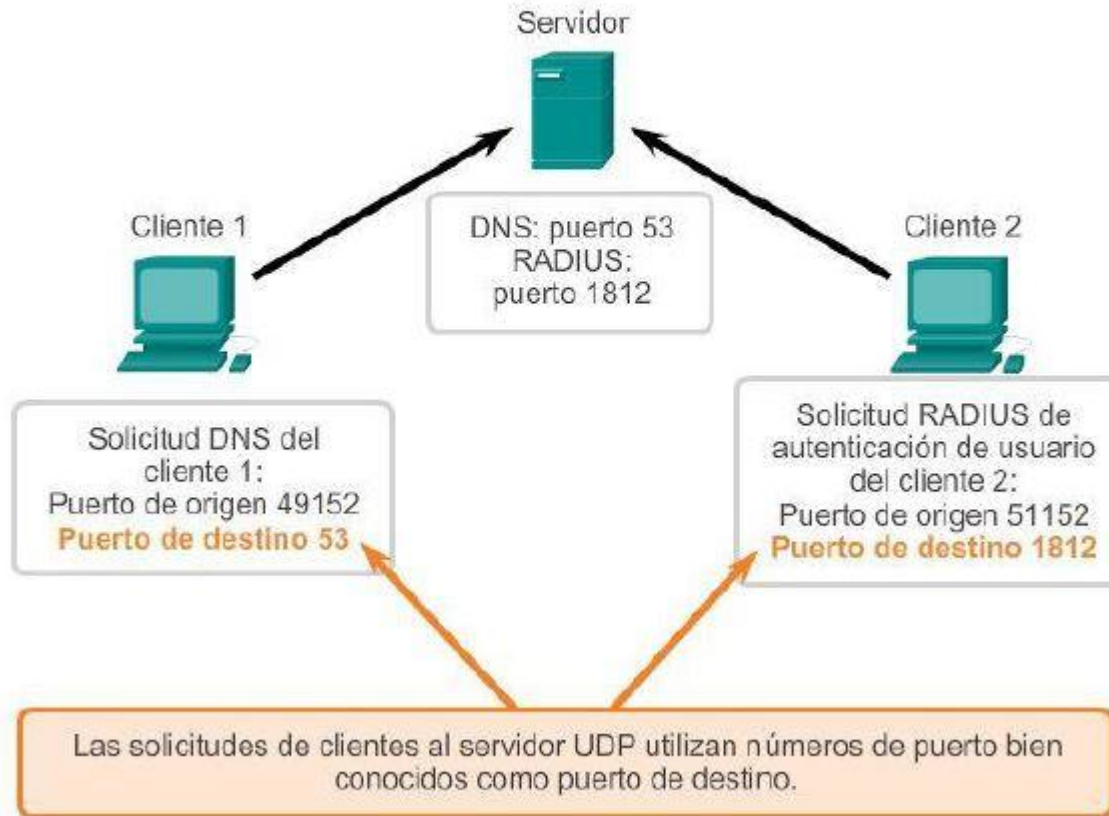 Servidor
Cliente 1
DNS: puerto 53
RADIUS:
puerto 1812
Cliente 2
Solicitud DNS del
cliente 1:
Puerto de origen 49152
Puerto de destino 53
Solicitud RADIUS de
autenticación de usuario
del cliente 2:
Puerto de origen 51152
Puerto de destino 1812
Las solicitudes de clientes al servidor UDP utilizan números de puerto bien
conocidos como puerto de destino.